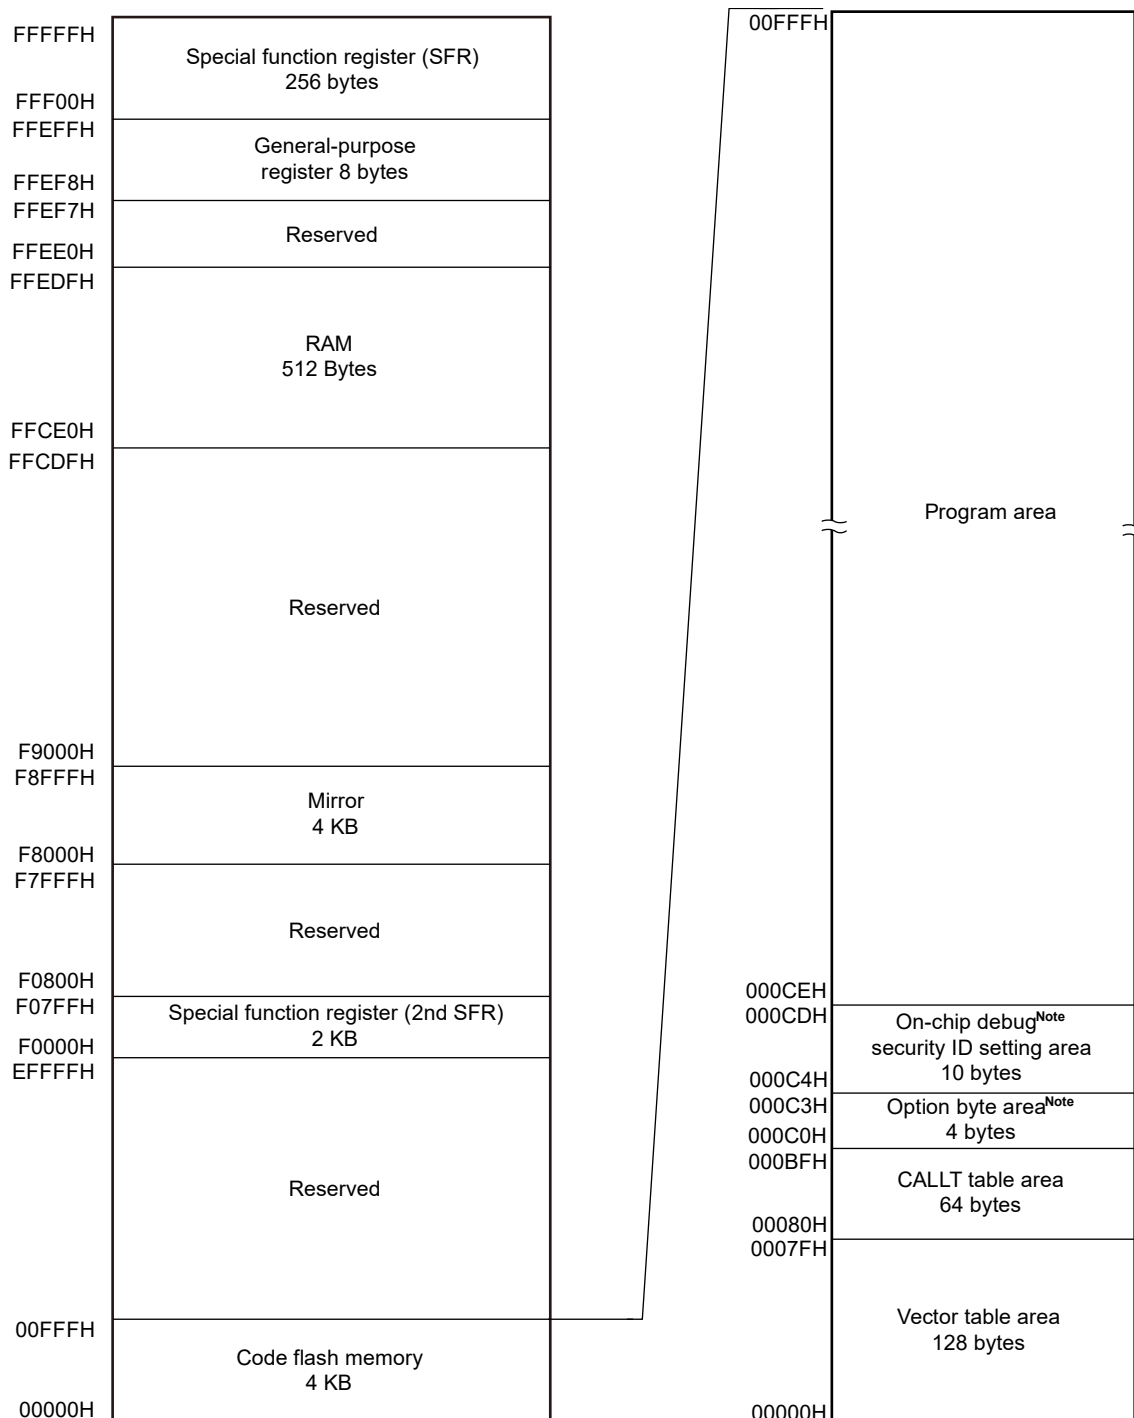 FFFFFH
Special function register (SFR)
256 bytes
FFF00H
FFEFFH
General-purpose
register 8 bytes
FFEF8H
FFEF7H
Reserved
FFEE0H
FFEDFH
RAM
512 Bytes
FFCE0H
FFCDFH
Reserved
F9000H
F8FFFH
Mirror
4 KB
F8000H
F7FFFH
Reserved
F0800H
F07FFH
Special function register (2nd SFR)
2 KB
F0000H
EFFFFH
Reserved
00FFFH
Code flash memory
4 KB
00000H
00FFFH
Program area
000CEH
000CDH
On-chip debugNote
security ID setting area
10 bytes
000C4H
000C3H
Option byte areaNote
4 bytes
000C0H
000BFH
CALLT table area
64 bytes
00080H
0007FH
Vector table area
128 bytes
00000H